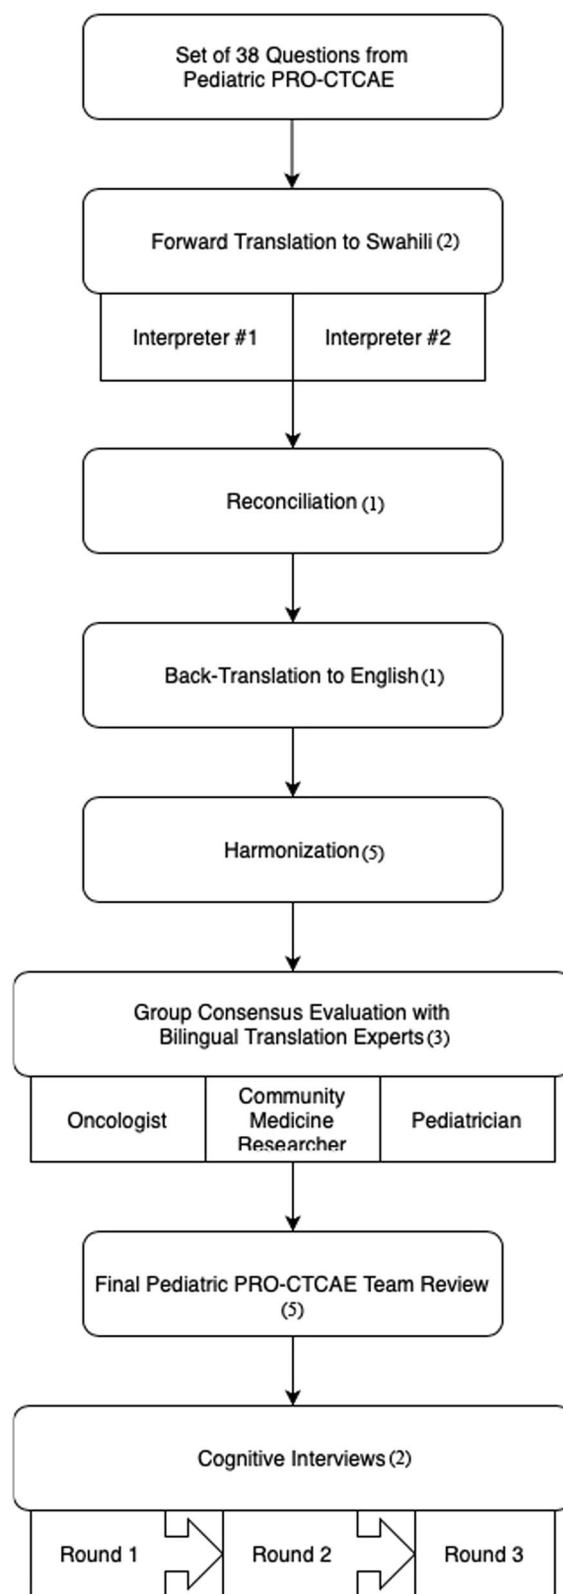 Set of 38 Questions from
Pediatric PRO-CTCAE
Forward Translation to Swahili (2)
Interpreter #1
Interpreter #2
Reconciliation (1)
Back-Translation to English (1)
Harmonization (5)
Group Consensus Evaluation with
Bilingual Translation Experts (3)
Oncologist
Community
Medicine
Researcher
Pediatrician
Final Pediatric PRO-CTCAE Team Review
(5)
Cognitive Interviews (2)
Round 1
Round 2
Round 3